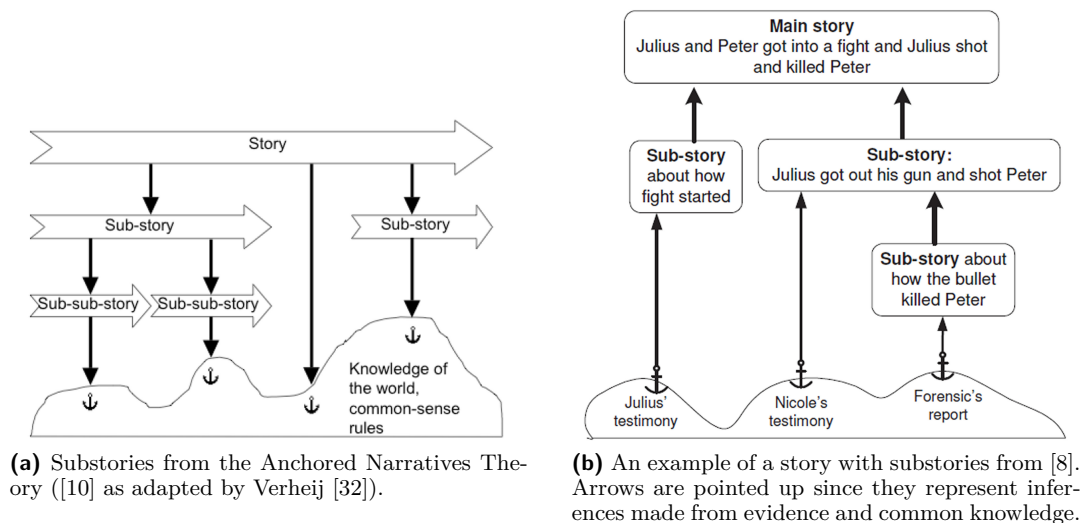 Story
Sub-story
Sub-story
Sub-sub-story
Sub-sub-story
Knowledge of
the world,
common-sense
rules
(a) Substories from the Anchored Narratives The-
ory ([10] as adapted by Verheij [32]).
Main story
Julius and Peter got into a fight and Julius shot
and killed Peter
Sub-story
about how
fight started
Sub-story:
Julius got out his gun and shot Peter
Sub-story about
how the bullet
killed Peter
Julius'
testimony
Nicole's
testimony
Forensic's
report
(b) An example of a story with substories from [8].
Arrows are pointed up since they represent infer-
ences made from evidence and common knowledge.